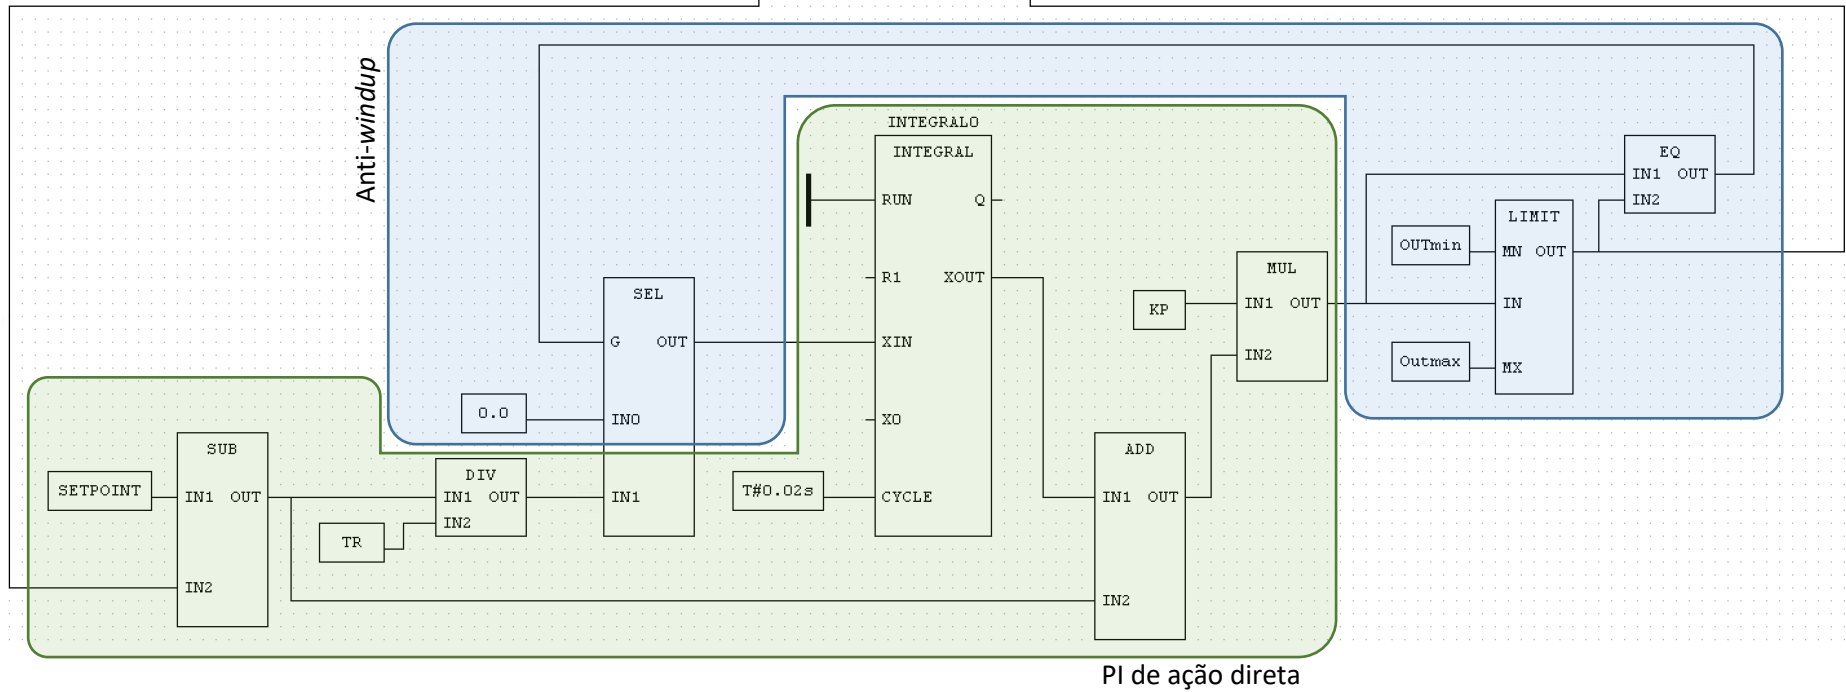 Anti-windup
INTEGRAL0
INTEGRAL
RUN Q
R1 XOUT
XIN
X0
CYCLE
T#0.02s
EQ
IN1 OUT
IN2
LIMIT
MN OUT
IN
MX
OUTmin
Outmax
MUL
IN1 OUT
IN2
KP
SEL
G OUT
IN0
IN1
0.0
SUB
IN1 OUT
IN2
SETPOINT
DIV
IN1 OUT
IN2
TR
ADD
IN1 OUT
IN2
PI de ação direta